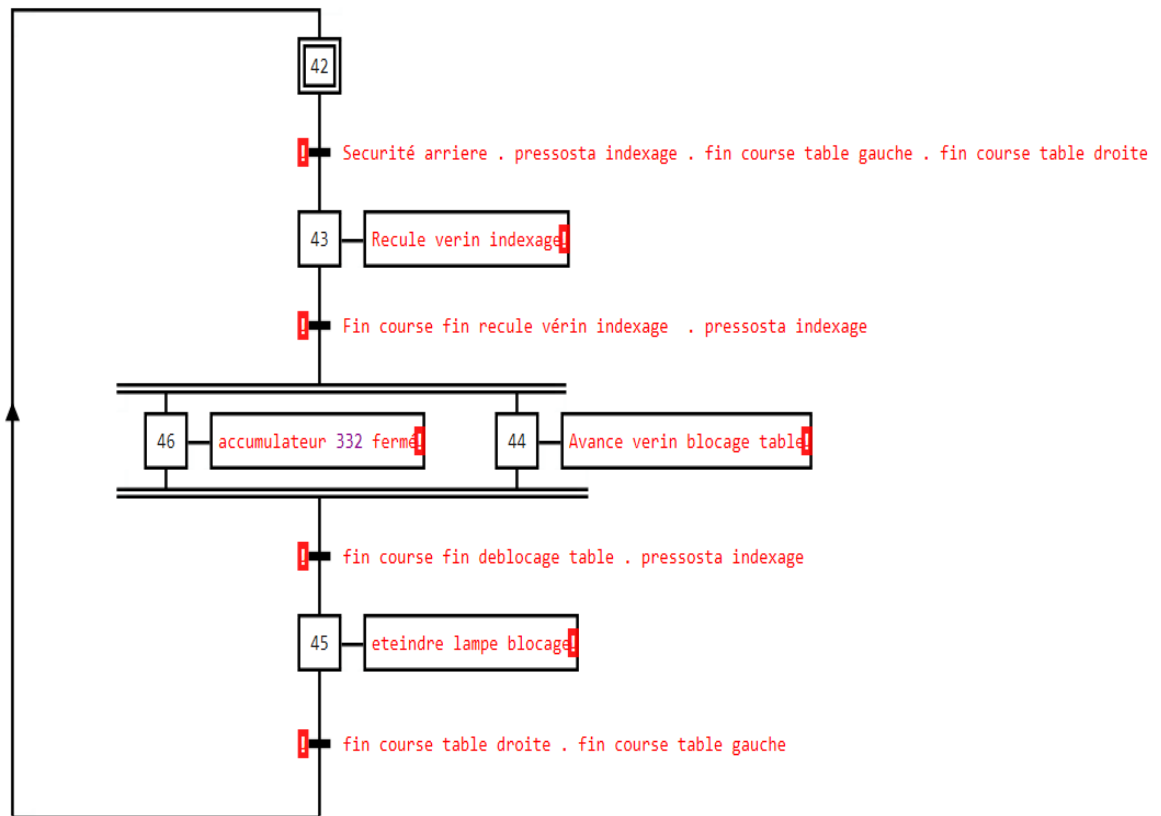 42
! Sécurité arriere . pressosta indexage . fin course table gauche . fin course table droite
43 Recule verin indexage!
! Fin course fin recule vérin indexage . pressosta indexage
46 accumulateur 332 fermé! 44 Avance verin blocage table!
! fin course fin deblocage table . pressosta indexage
45 eteindre lampe blocage!
! fin course table droite . fin course table gauche